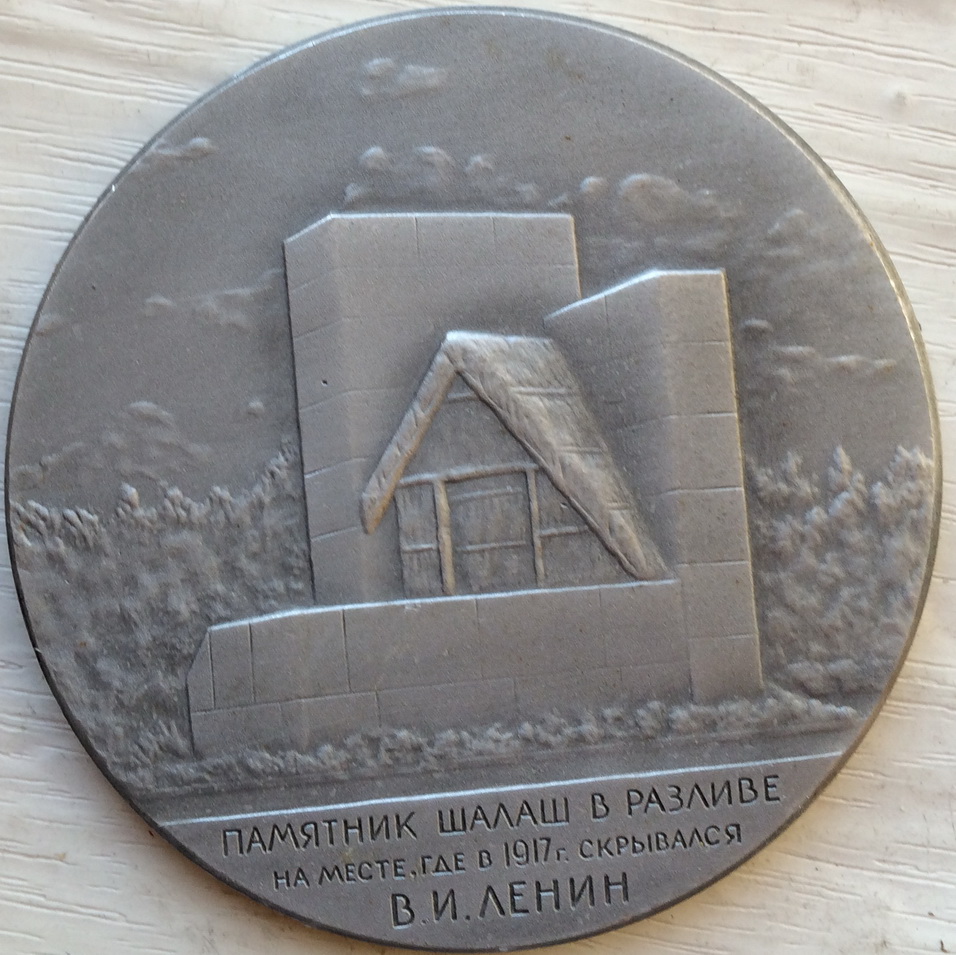 ПАМЯТНИК ШАЛАШ В РАЗЛИВЕ
НА МЕСТЕ, ГДЕ В 1917г. СКРЫВАЛСЯ
В.И.ЛЕНИН